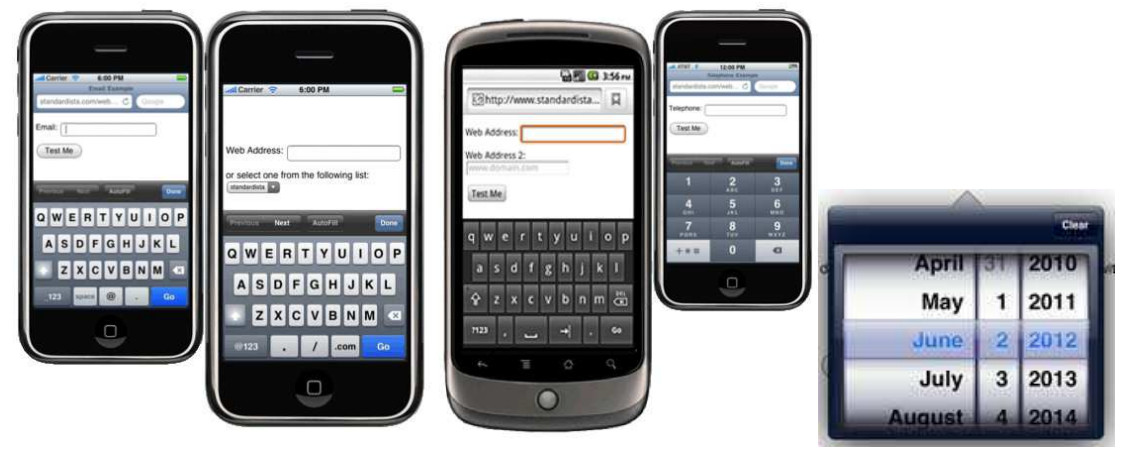 Carrier 6:00 PM
Email Example
standardista.com/web... Google
Email:
Test Me
Previous Next AutoFill Done
Q W E R T Y U I O P
A S D F G H J K L
Z X C V B N M
.123 space @ . Go
Carrier 6:00 PM
Web Address:
or select one from the following list:
standardista
Previous Next AutoFill Done
Q W E R T Y U I O P
A S D F G H J K L
Z X C V B N M
@123 . / .com Go
3:56 PM
http://www.standardista...
Web Address:
Web Address 2:
www.domain.com
Test Me
q w e r t y u i o p
a s d f g h j k l
z x c v b n m DEL
?123 , . Go
AT&T 12:00 PM
Telephone Example
standardista.com/web... Google
Telephone:
Test Me
Previous Next AutoFill Done
1 2 ABC 3 DEF
4 GHI 5 JKL 6 MNO
7 PQRS 8 TUV 9 WXYZ
+ * # 0
Clear
April 31 2010
May 1 2011
June 2 2012
July 3 2013
August 4 2014